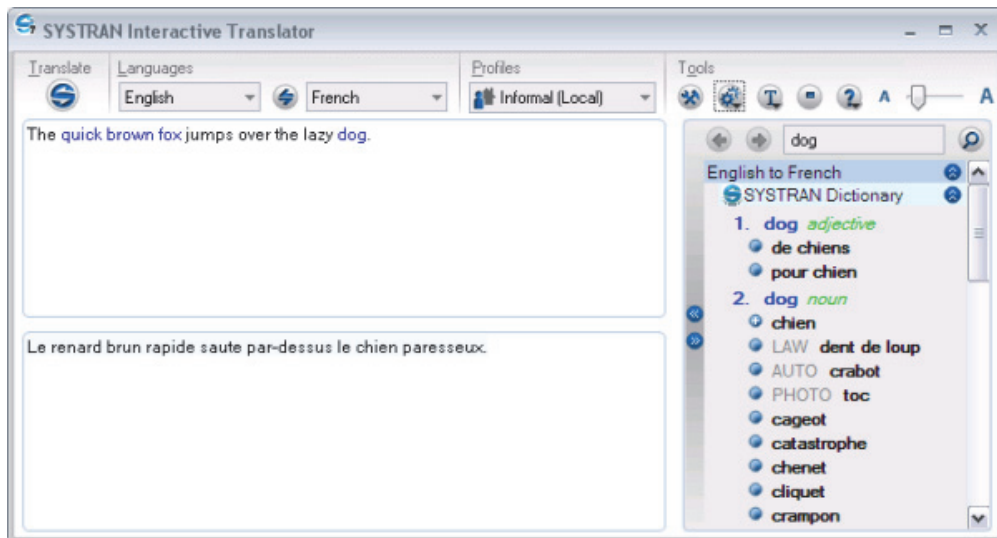 SYSTRAN Interactive Translator
Translate Languages Profiles Tools
English French Informal (Local) A A
The quick brown fox jumps over the lazy dog.
Le renard brun rapide saute par-dessus le chien paresseux.
dog
English to French
SYSTRAN Dictionary
1. dog adjective
de chiens
pour chien
2. dog noun
chien
LAW dent de loup
AUTO crabot
PHOTO toc
cageot
catastrophe
chenet
cliquet
crampon